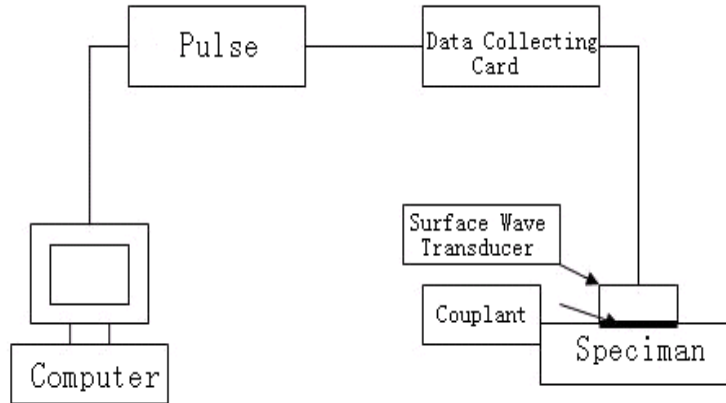 Pulse
Data Collecting
Card
Surface Wave
Transducer
Couplant
Speciman
Computer